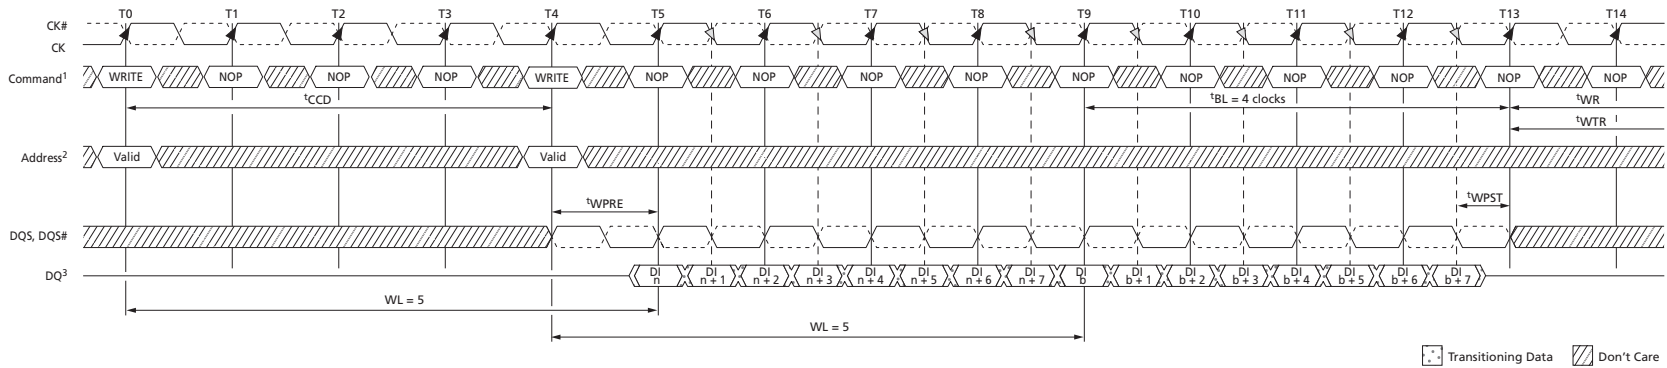 T0 T1 T2 T3 T4 T5 T6 T7 T8 T9 T10 T11 T12 T13 T14
CK#
CK
Command1 WRITE NOP NOP NOP WRITE NOP NOP NOP NOP NOP NOP NOP NOP NOP NOP
tCCD tBL = 4 clocks tWR
tWTR
Address2 Valid Valid
tWPRE tWPST
DQS, DQS#
DQ3 DI n DI n + 1 DI n + 2 DI n + 3 DI n + 4 DI n + 5 DI n + 6 DI n + 7 DI b DI b + 1 DI b + 2 DI b + 3 DI b + 4 DI b + 5 DI b + 6 DI b + 7
WL = 5
WL = 5
Transitioning Data Don't Care